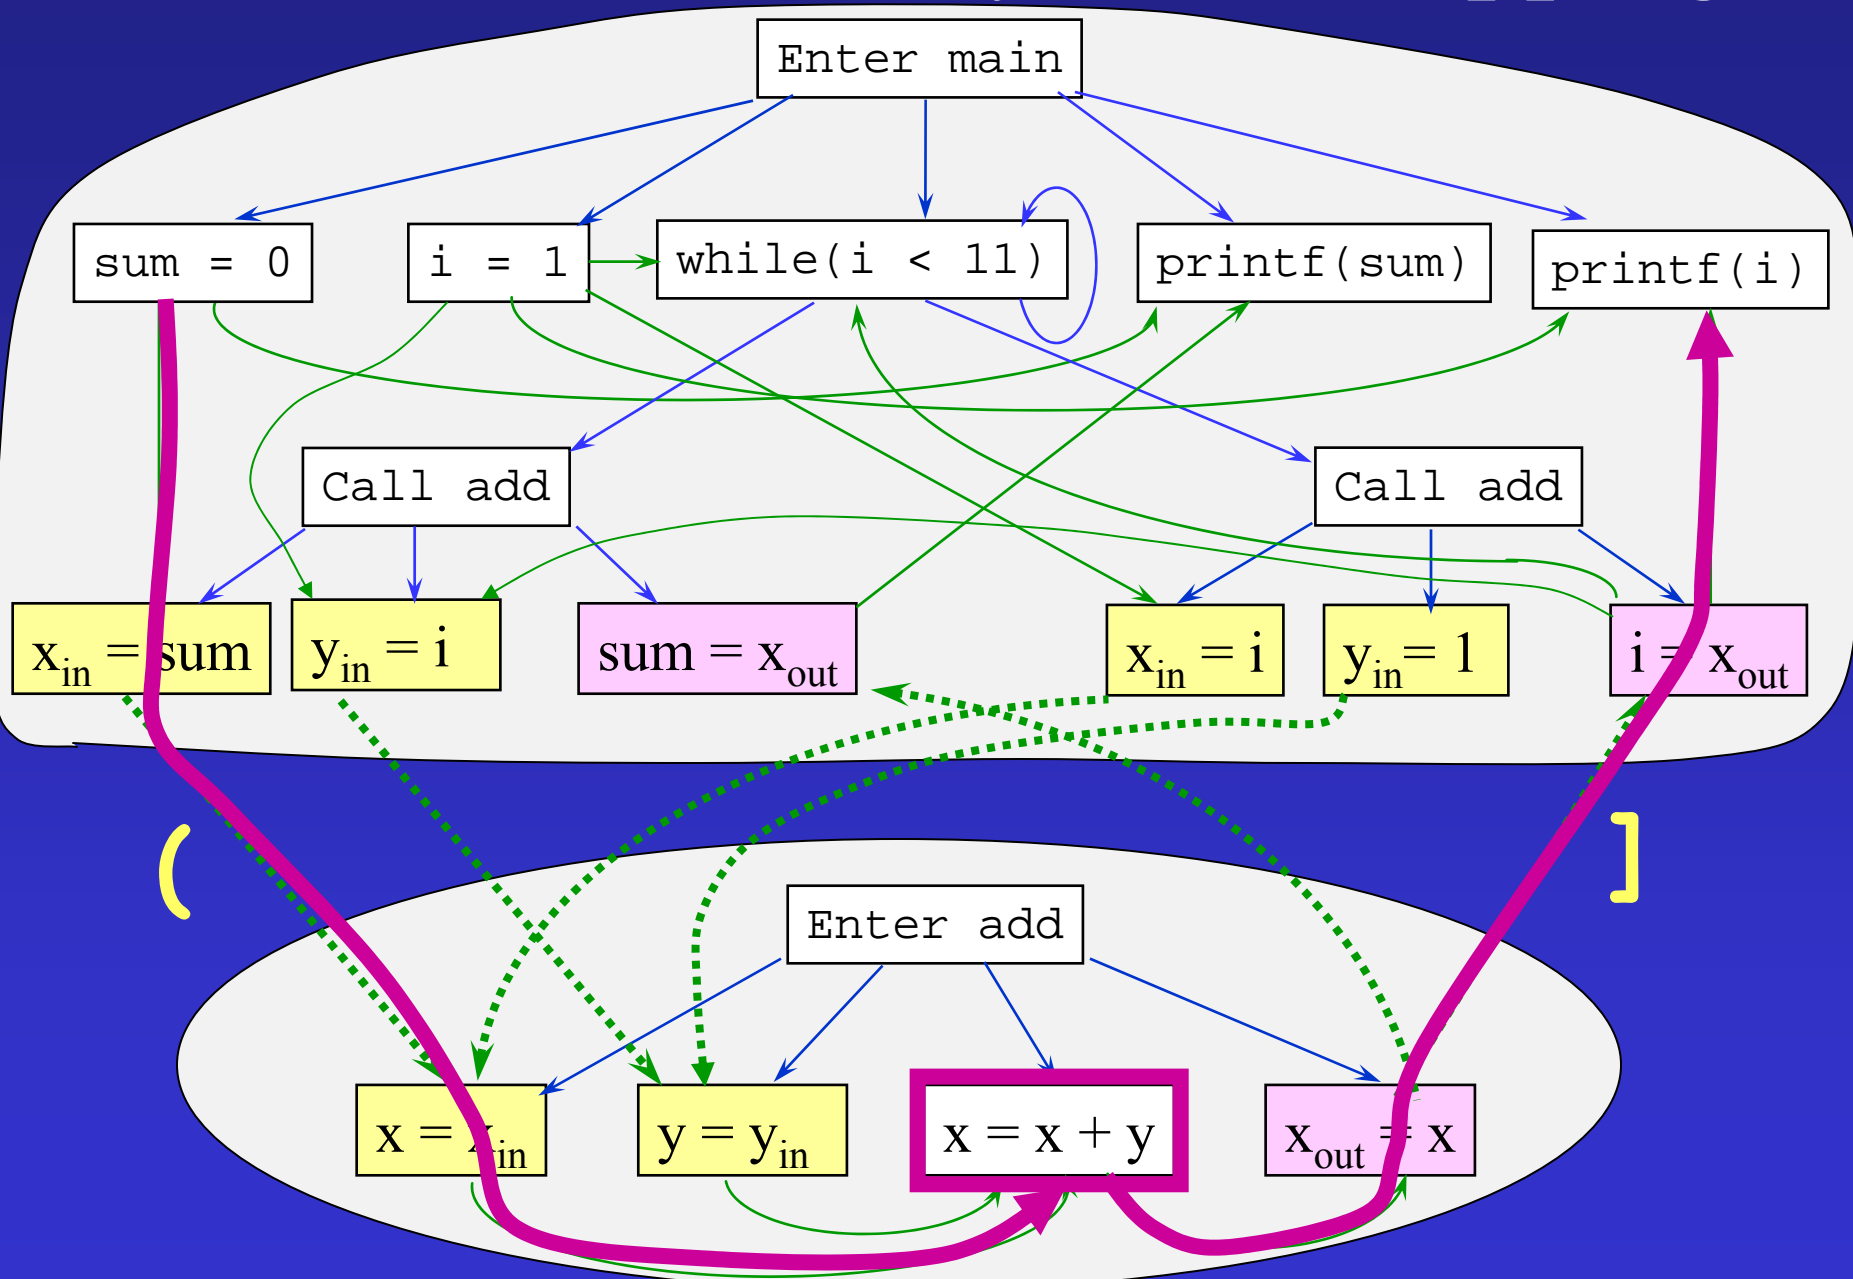 Enter main
sum = 0
i = 1
while(i < 11)
printf(sum)
printf(i)
Call add
Call add
xin = sum
yin = i
sum = xout
xin = i
yin= 1
i = xout
(
]
Enter add
x = xin
y = yin
x = x + y
xout = x